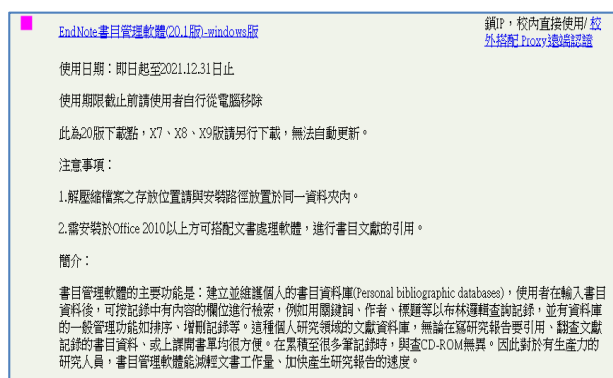 EndNote書目管理軟體(20.1版)-windows版
鎖IP，校內直接使用/校
外搭配 Proxy遠端認證
使用日期：即日起至2021.12.31日止
使用期限截止前請使用者自行從電腦移除
此為20版下載點，X7、X8、X9版請另行下載，無法自動更新。
注意事項：
1.解壓縮檔案之存放位置請與安裝路徑放置於同一資料夾內。
2.需安裝於Office 2010以上方可搭配文書處理軟體，進行書目文獻的引用。
簡介：
書目管理軟體的主要功能是：建立並維護個人的書目資料庫(Personal bibliographic databases)，使用者在輸入書目
資料後，可按記錄中有內容的欄位進行檢索，例如用關鍵詞、作者、標題等以布林邏輯查詢記錄，並有資料庫
的一般管理功能如排序、增刪記錄等。這種個人研究領域的文獻資料庫，無論在寫研究報告要引用、翻查文獻
記錄的書目資料、或上課開書單均很方便。在累積至很多筆記錄時，與查CD-ROM無異。因此對於有生產力的
研究人員，書目管理軟體能減輕文書工作量、加快產生研究報告的速度。